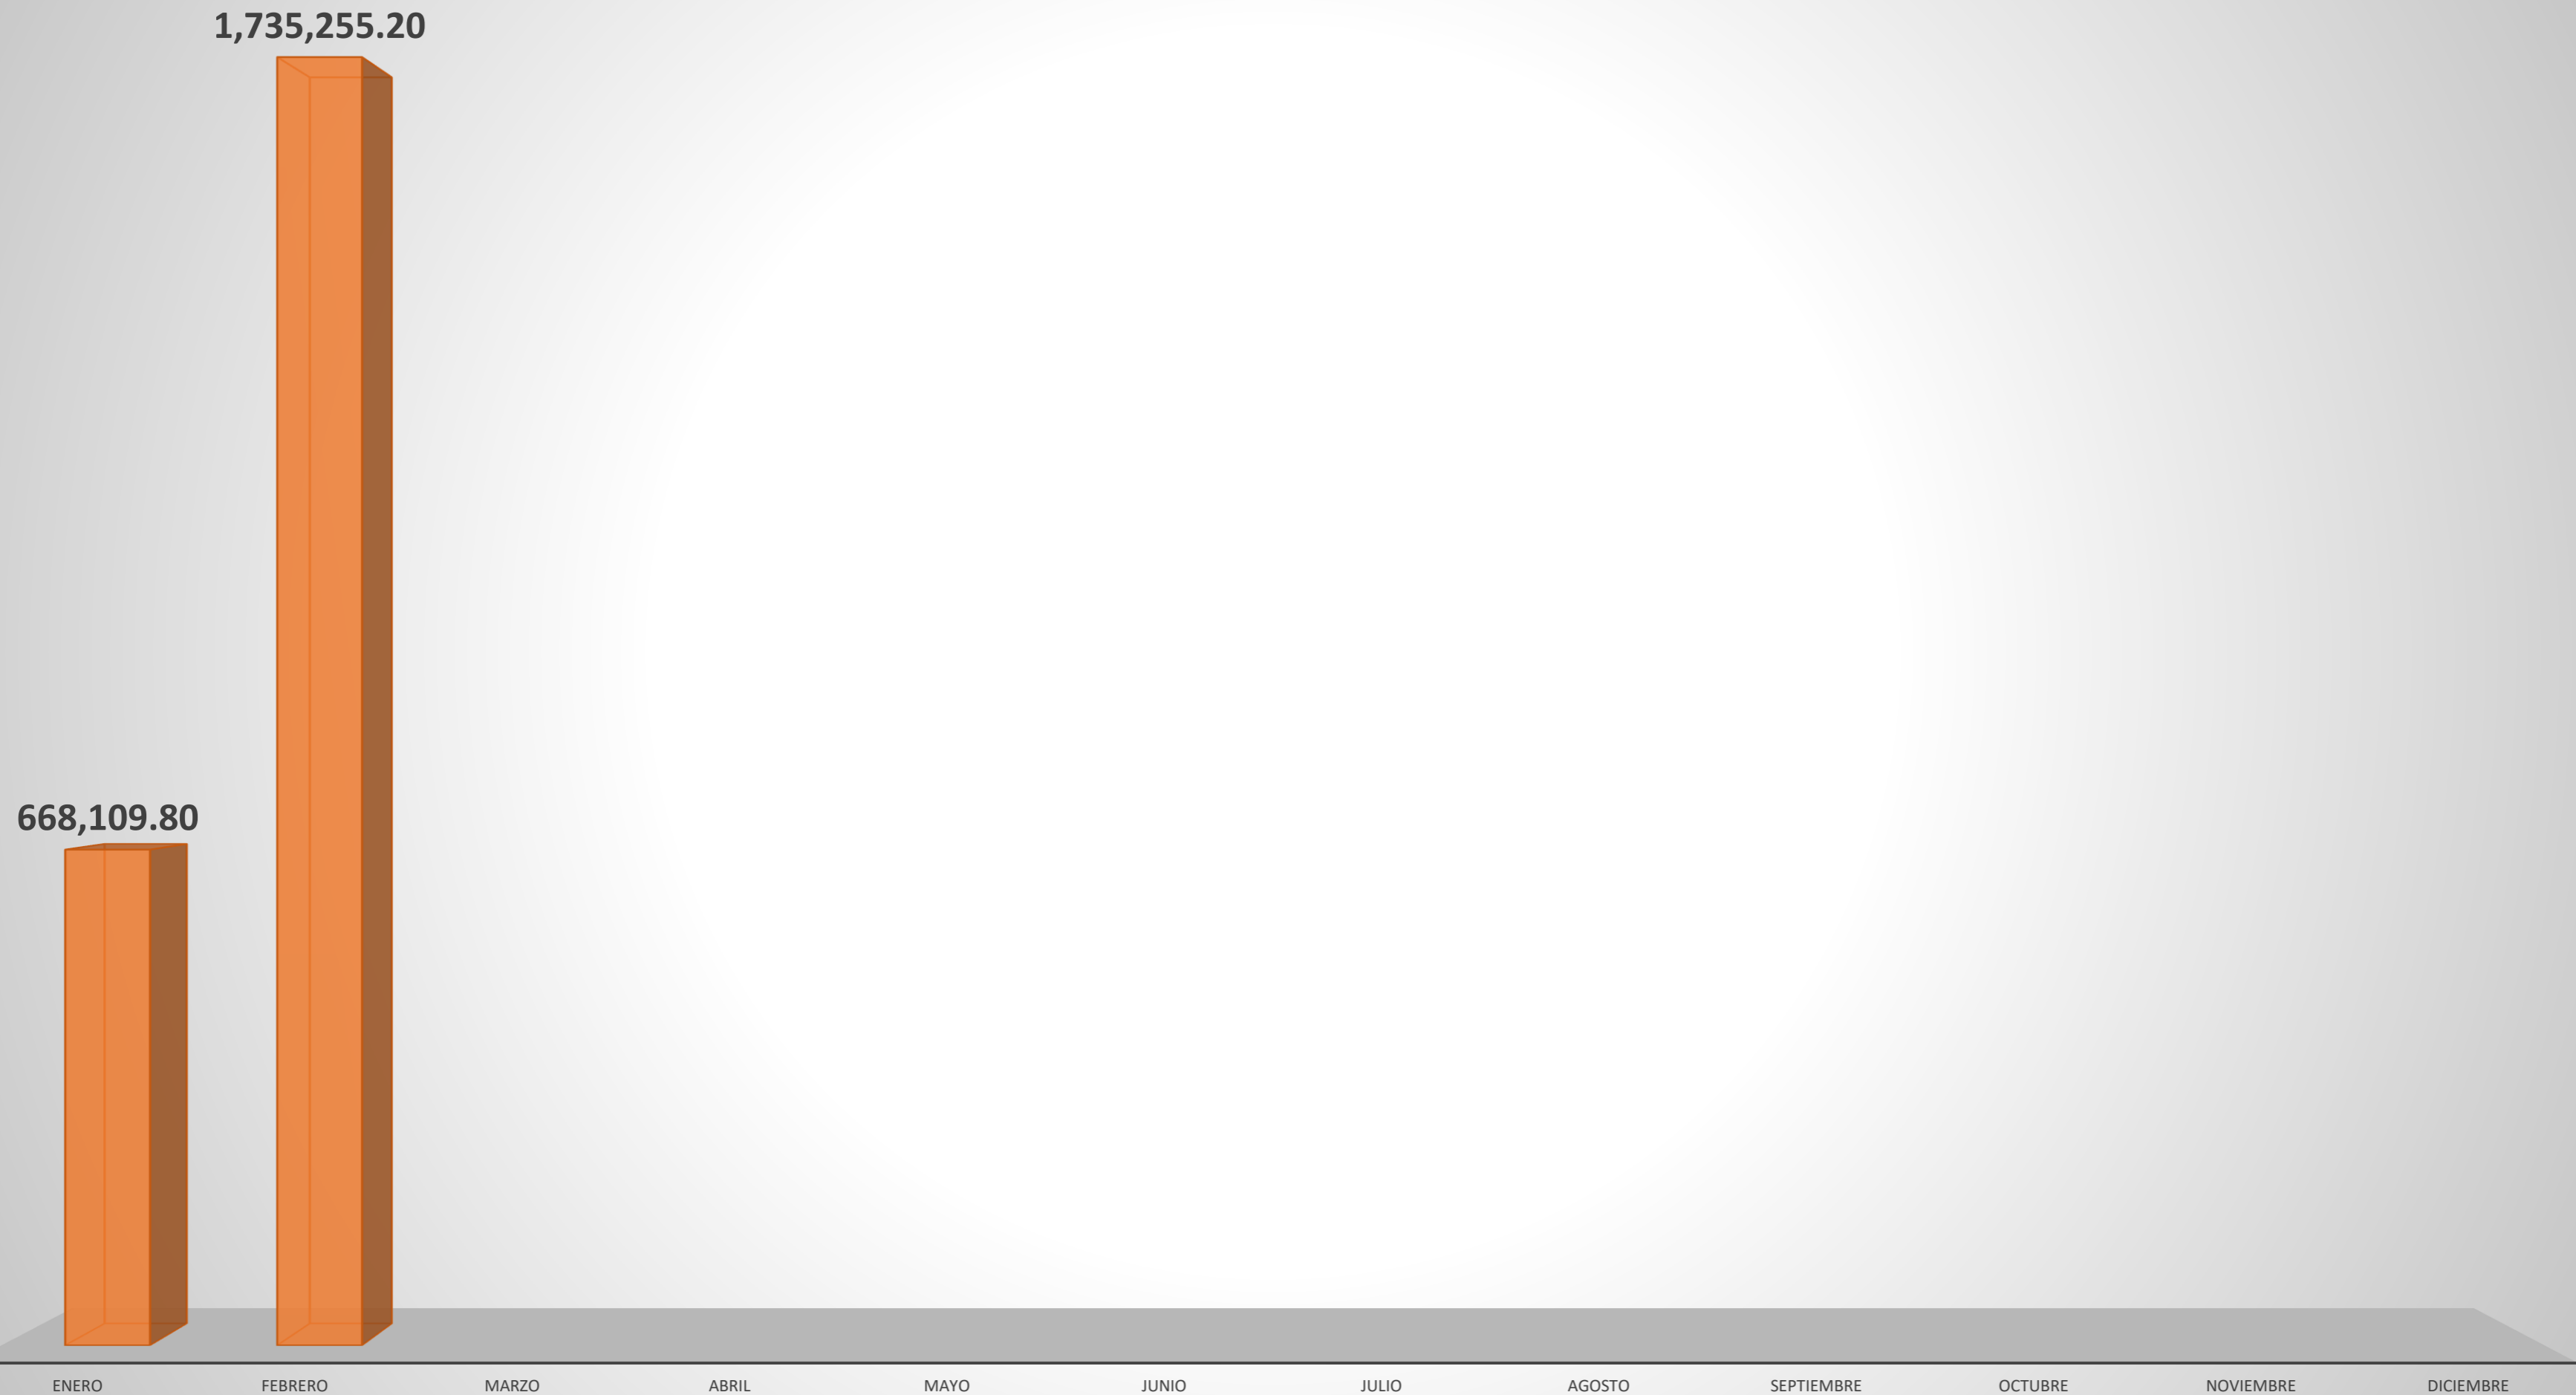 1,735,255.20
668,109.80
ENERO FEBRERO MARZO ABRIL MAYO JUNIO JULIO AGOSTO SEPTIEMBRE OCTUBRE NOVIEMBRE DICIEMBRE